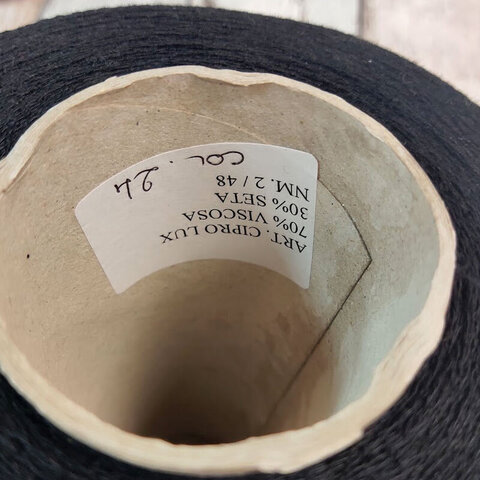 ART. CIPRO LUX
70% VISCOSA
30% SETA
NM. 2 / 48
COL. 24